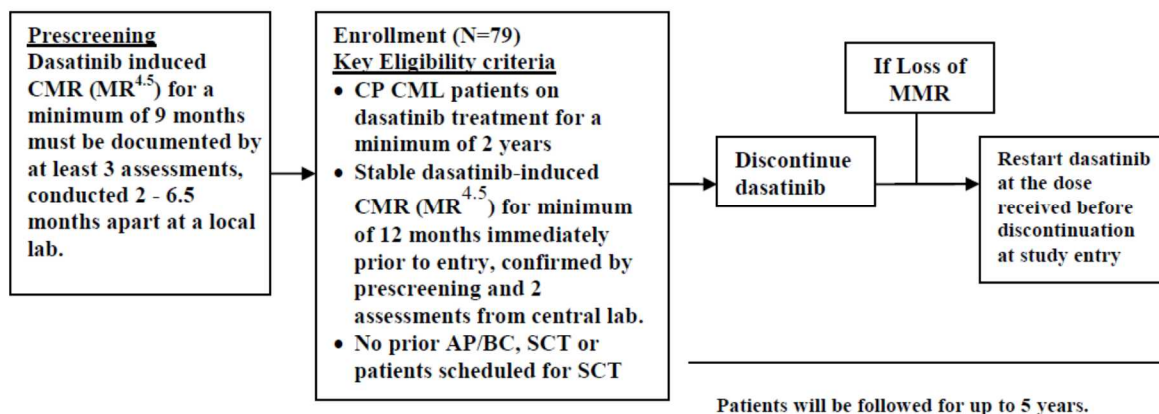 Prescreening
Dasatinib induced
CMR (MR4.5) for a
minimum of 9 months
must be documented by
at least 3 assessments,
conducted 2 - 6.5
months apart at a local
lab.
Enrollment (N=79)
Key Eligibility criteria
• CP CML patients on
dasatinib treatment for a
minimum of 2 years
• Stable dasatinib-induced
CMR (MR4.5) for minimum
of 12 months immediately
prior to entry, confirmed by
prescreening and 2
assessments from central lab.
• No prior AP/BC, SCT or
patients scheduled for SCT
Discontinue
dasatinib
If Loss of
MMR
Restart dasatinib
at the dose
received before
discontinuation
at study entry
Patients will be followed for up to 5 years.